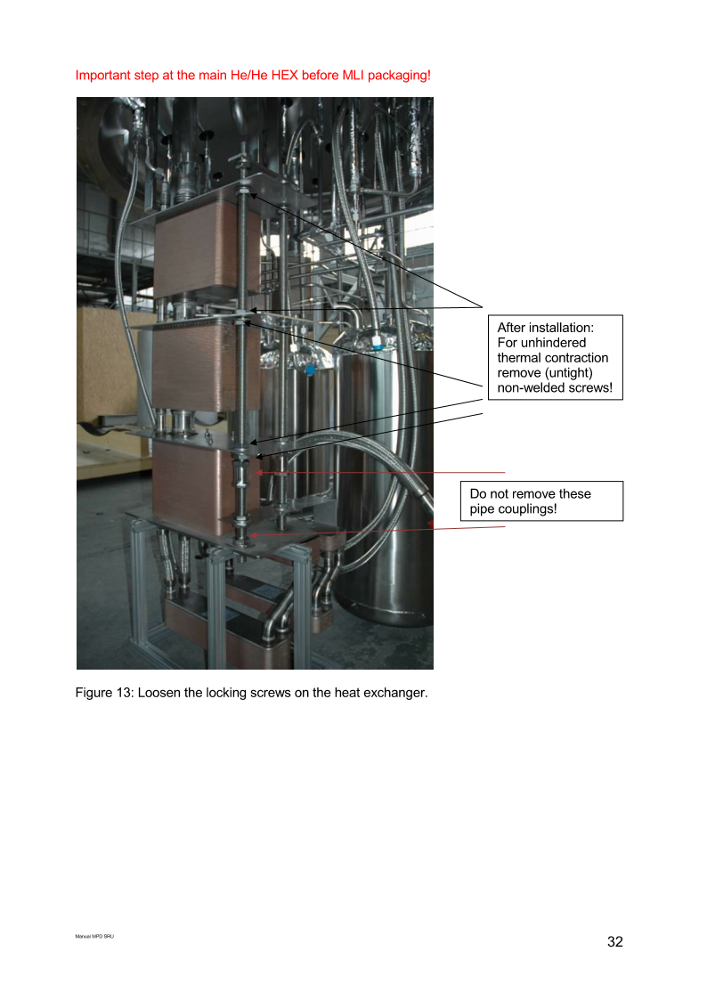 Important step at the main He/He HEX before MLI packaging!
After installation:
For unhindered
thermal contraction
remove (untight)
non-welded screws!
Do not remove these
pipe couplings!
Figure 13: Loosen the locking screws on the heat exchanger.
Manual MPD SRU
32